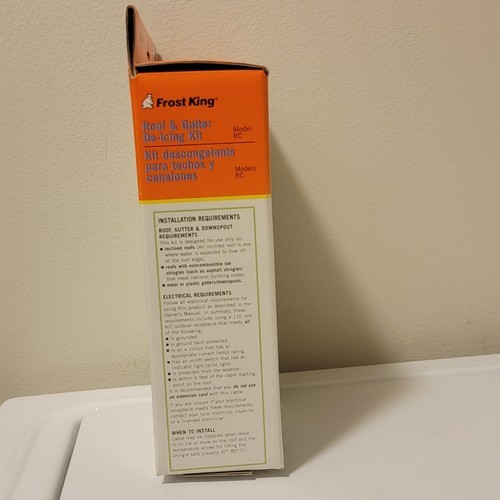 Frost King®
Roof & Gutter
De-Icing Kit
Model
RC
Kit descongelante
para techos y
canalones
Modelo
RC
INSTALLATION REQUIREMENTS
ROOF, GUTTER & DOWNSPOUT
REQUIREMENTS
This kit is designed for use only on:
• inclined roofs (An inclined roof is one
where water is expected to flow off
of the roof edge).
• roofs with noncombustible tab
shingles (such as asphalt shingles)
that meet national building codes.
• metal or plastic gutters/downspouts.
ELECTRICAL REQUIREMENTS
Follow all electrical requirements for
using this product as described in the
Owner's Manual. In summary, these
requirements include using a 120 volt
A/C outdoor receptacle that meets all
of the following:
• Is grounded.
• Is ground fault protected.
• Is on a circuit that has an
appropriate current (amp) rating.
• Has an on/off switch that has an
indicator light (pilot light).
• Is protected from the weather.
• Is within 6 feet of the cable starting
point on the roof.
It is recommended that you do not use
an extension cord with this cable.
If you are unsure if your electrical
receptacle meets these requirements,
contact your local electrical inspector
or a licensed electrician.
WHEN TO INSTALL
Cable may be installed when there
is no ice or snow on the roof and the
temperature allows for lifting the
shingle tabs (usually